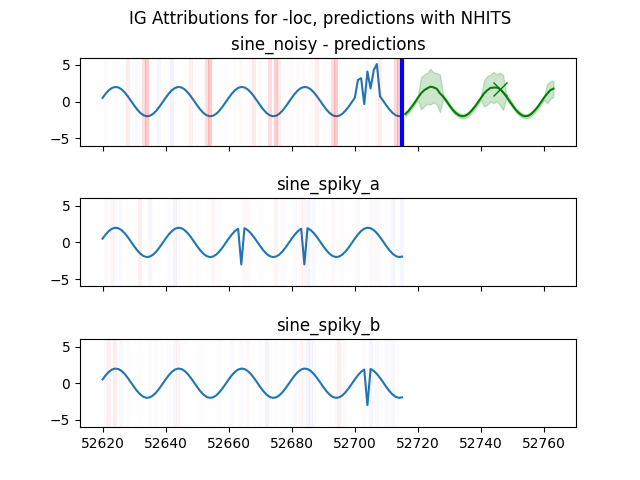 IG Attributions for -loc, predictions with NHITS
sine_noisy - predictions
5
0
−5
sine_spiky_a
5
0
−5
sine_spiky_b
5
0
−5
52620 52640 52660 52680 52700 52720 52740 52760